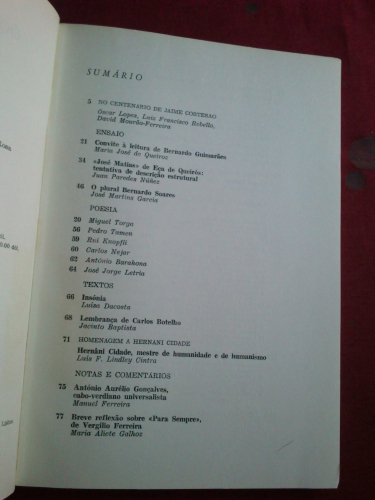 SUMÁRIO
5 NO CENTENÁRIO DE JAIME CORTESÃO
Óscar Lopes, Luiz Francisco Rebello,
David Mourão-Ferreira
ENSAIO
21 Convite à leitura de Bernardo Guimarães
Maria José de Queiroz
34 «José Matias» de Eça de Queirós:
tentativa de descrição estrutural
Juan Paredes Núñez
46 O plural Bernardo Soares
José Martins Garcia
POESIA
20 Miguel Torga
56 Pedro Tamen
59 Rui Knopfli
60 Carlos Nejar
62 António Barahona
64 José Jorge Letria
TEXTOS
66 Insónia
Luísa Dacosta
68 Lembrança de Carlos Botelho
Jacinto Baptista
71 HOMENAGEM A HERNÂNI CIDADE
Hernâni Cidade, mestre de humanidade e de humanismo
Luís F. Lindley Cintra
NOTAS E COMENTÁRIOS
75 António Aurélio Gonçalves,
cabo-verdiano universalista
Manuel Ferreira
77 Breve reflexão sobre «Para Sempre»,
de Vergílio Ferreira
Maria Aliete Galhoz